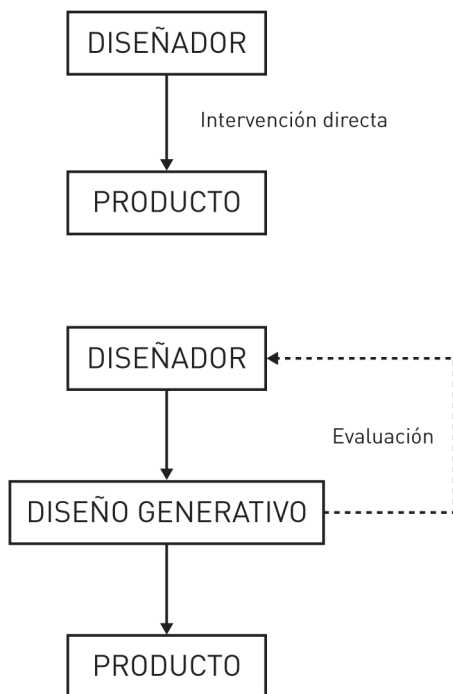 DISEÑADOR
Intervención directa
PRODUCTO
DISEÑADOR
Evaluación
DISEÑO GENERATIVO
PRODUCTO